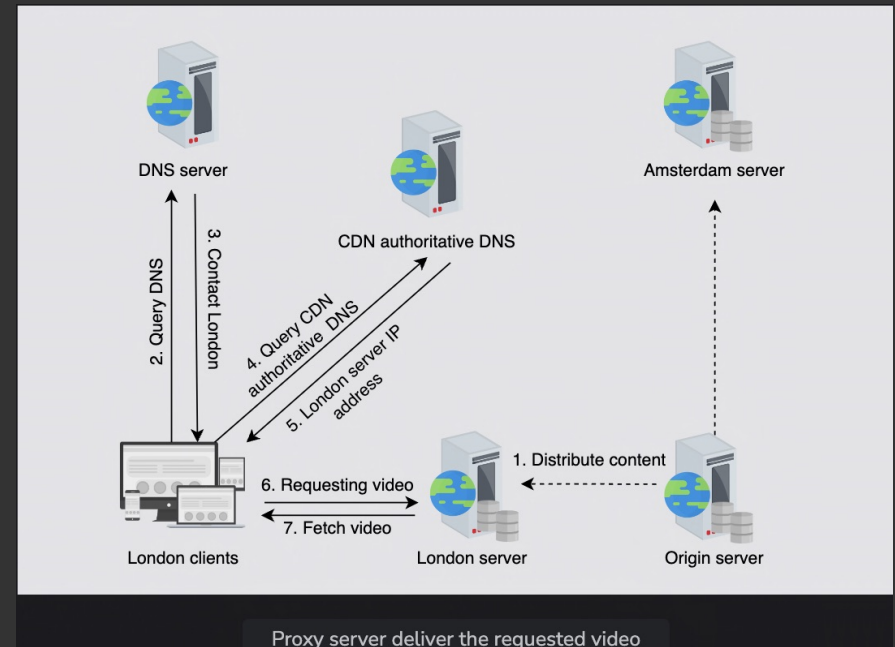 DNS server
Amsterdam server
CDN authoritative DNS
2. Query DNS
3. Contact London
4. Query CDN
authoritative DNS
5. London server IP
address
1. Distribute content
6. Requesting video
7. Fetch video
London clients
London server
Origin server
Proxy server deliver the requested video